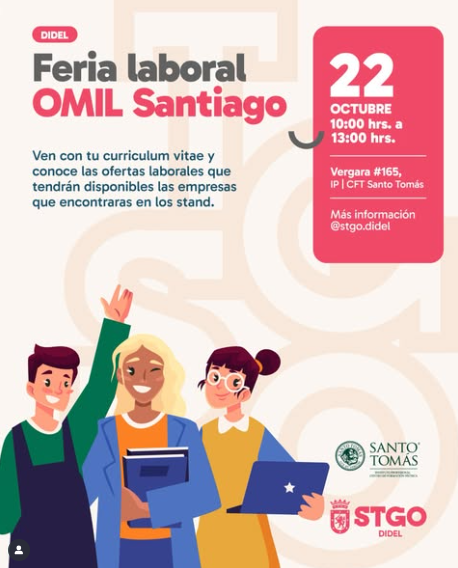 DIDEL
Feria laboral
OMIL Santiago
Ven con tu curriculum vitae y
conoce las ofertas laborales que
tendrán disponibles las empresas
que encontraras en los stand.
22
OCTUBRE
10:00 hrs. a
13:00 hrs.
Vergara #165,
IP | CFT Santo Tomás
Más información
@stgo.didel
SANTO
TOMÁS
STGO
DIDEL